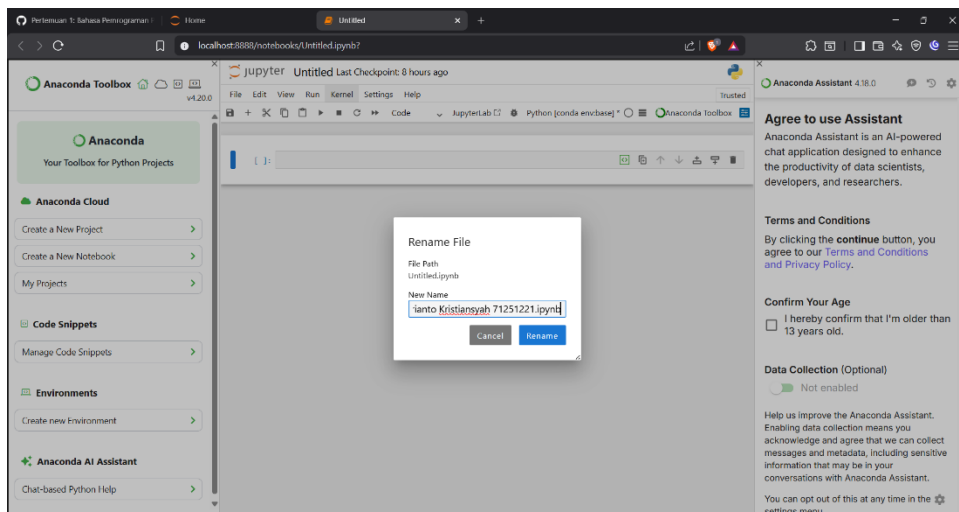 Pertemuan 1: Bahasa Pemrograman
Home
Untitled
localhost:8888/notebooks/Untitled.ipynb?
Anaconda Toolbox
v4.20.0
Anaconda
Your Toolbox for Python Projects
Anaconda Cloud
Create a New Project
Create a New Notebook
My Projects
Code Snippets
Manage Code Snippets
Environments
Create new Environment
Anaconda AI Assistant
Chat-based Python Help
jupyter Untitled Last Checkpoint: 8 hours ago
File Edit View Run Kernel Settings Help
Trusted
Code
JupyterLab
Python [conda env:base] *
Anaconda Toolbox
[ ]:
Rename File
File Path
Untitled.ipynb
New Name
rianto Kristiansyah 71251221.ipynb
Cancel
Rename
Anaconda Assistant 4.18.0
Agree to use Assistant
Anaconda Assistant is an AI-powered
chat application designed to enhance
the productivity of data scientists,
developers, and researchers.
Terms and Conditions
By clicking the continue button, you
agree to our Terms and Conditions
and Privacy Policy.
Confirm Your Age
I hereby confirm that I'm older than
13 years old.
Data Collection (Optional)
Not enabled
Help us improve the Anaconda Assistant.
Enabling data collection means you
acknowledge and agree that we can collect
messages and metadata, including sensitive
information that may be in your
conversations with Anaconda Assistant.
You can opt out of this at any time in the
settings menu.